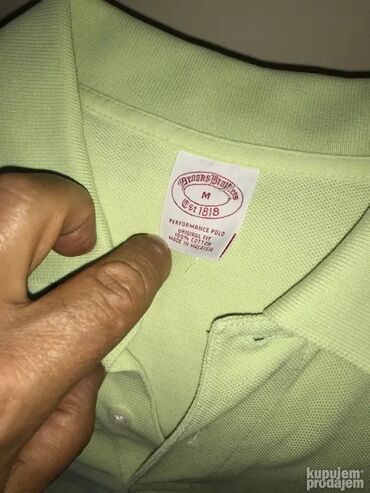 Brooks Brothers
M
Est 1818
PERFORMANCE POLO
ORIGINAL FIT
100% COTTON
MADE IN MALAYSIA
kupujem
prodajem